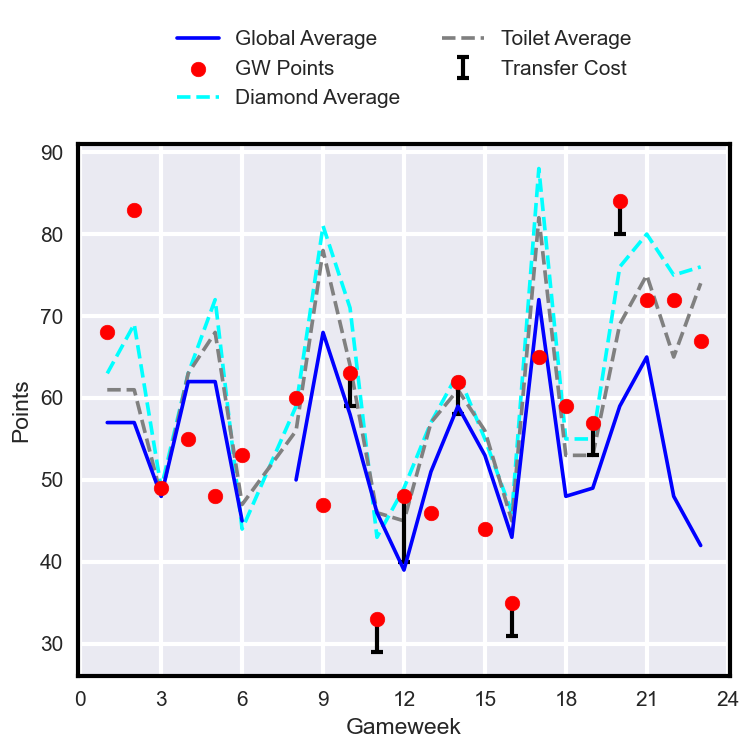 Global Average
GW Points
Diamond Average
Toilet Average
Transfer Cost
90
80
70
60
50
40
30
Points
0 3 6 9 12 15 18 21 24
Gameweek